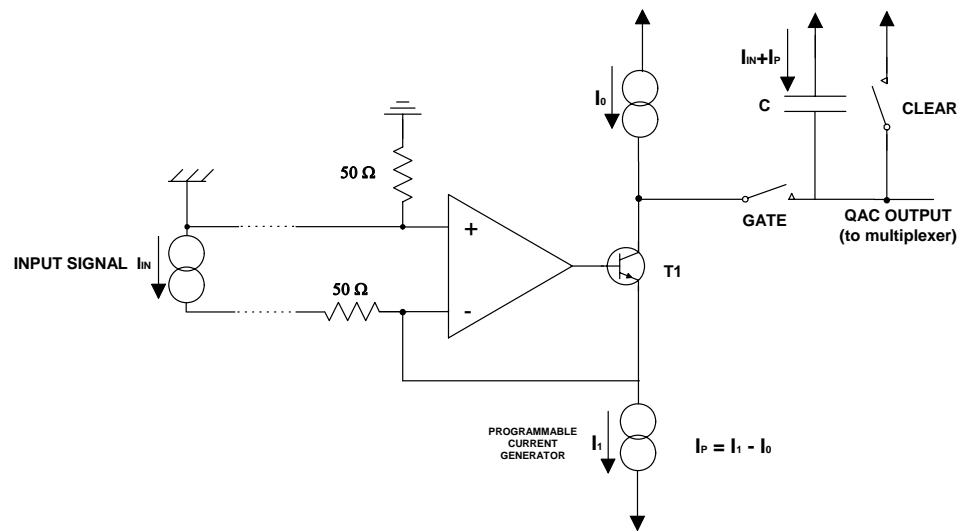 I0
IIN+IP
C
CLEAR
50 Ω
GATE
QAC OUTPUT
(to multiplexer)
+
T1
INPUT SIGNAL IIN
50 Ω
-
PROGRAMMABLE
CURRENT
GENERATOR
I1
IP = I1 - I0